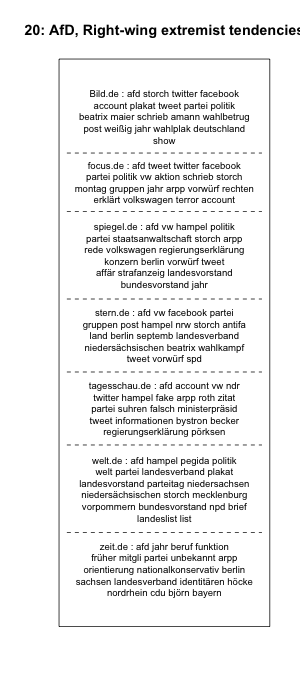 20: AfD, Right-wing extremist tendencies
Bild.de : afd storch twitter facebook
account plakat tweet partei politik
beatrix maier schrieb amann wahlbetrug
post weißig jahr wahlplak deutschland
show
focus.de : afd tweet twitter facebook
partei politik vw aktion schrieb storch
montag gruppen jahr arpp vorwürf rechten
erklärt volkswagen terror account
spiegel.de : afd vw hampel politik
partei staatsanwaltschaft storch arpp
rede volkswagen regierungserklärung
konzern berlin vorwürf tweet
affär strafanzeig landesvorstand
bundesvorstand jahr
stern.de : afd vw facebook partei
gruppen post hampel nrw storch antifa
land berlin septemb landesverband
niedersächsischen beatrix wahlkampf
tweet vorwürf spd
tagesschau.de : afd account vw ndr
twitter hampel fake arpp roth zitat
partei suhren falsch ministerpräsid
tweet informationen bystron becker
regierungserklärung pörksen
welt.de : afd hampel pegida politik
welt partei landesverband plakat
landesvorstand parteitag niedersachsen
niedersächsischen storch mecklenburg
vorpommern bundesvorstand npd brief
landeslist list
zeit.de : afd jahr beruf funktion
früher mitgli partei unbekannt arpp
orientierung nationalkonservativ berlin
sachsen landesverband identitären höcke
nordrhein cdu björn bayern